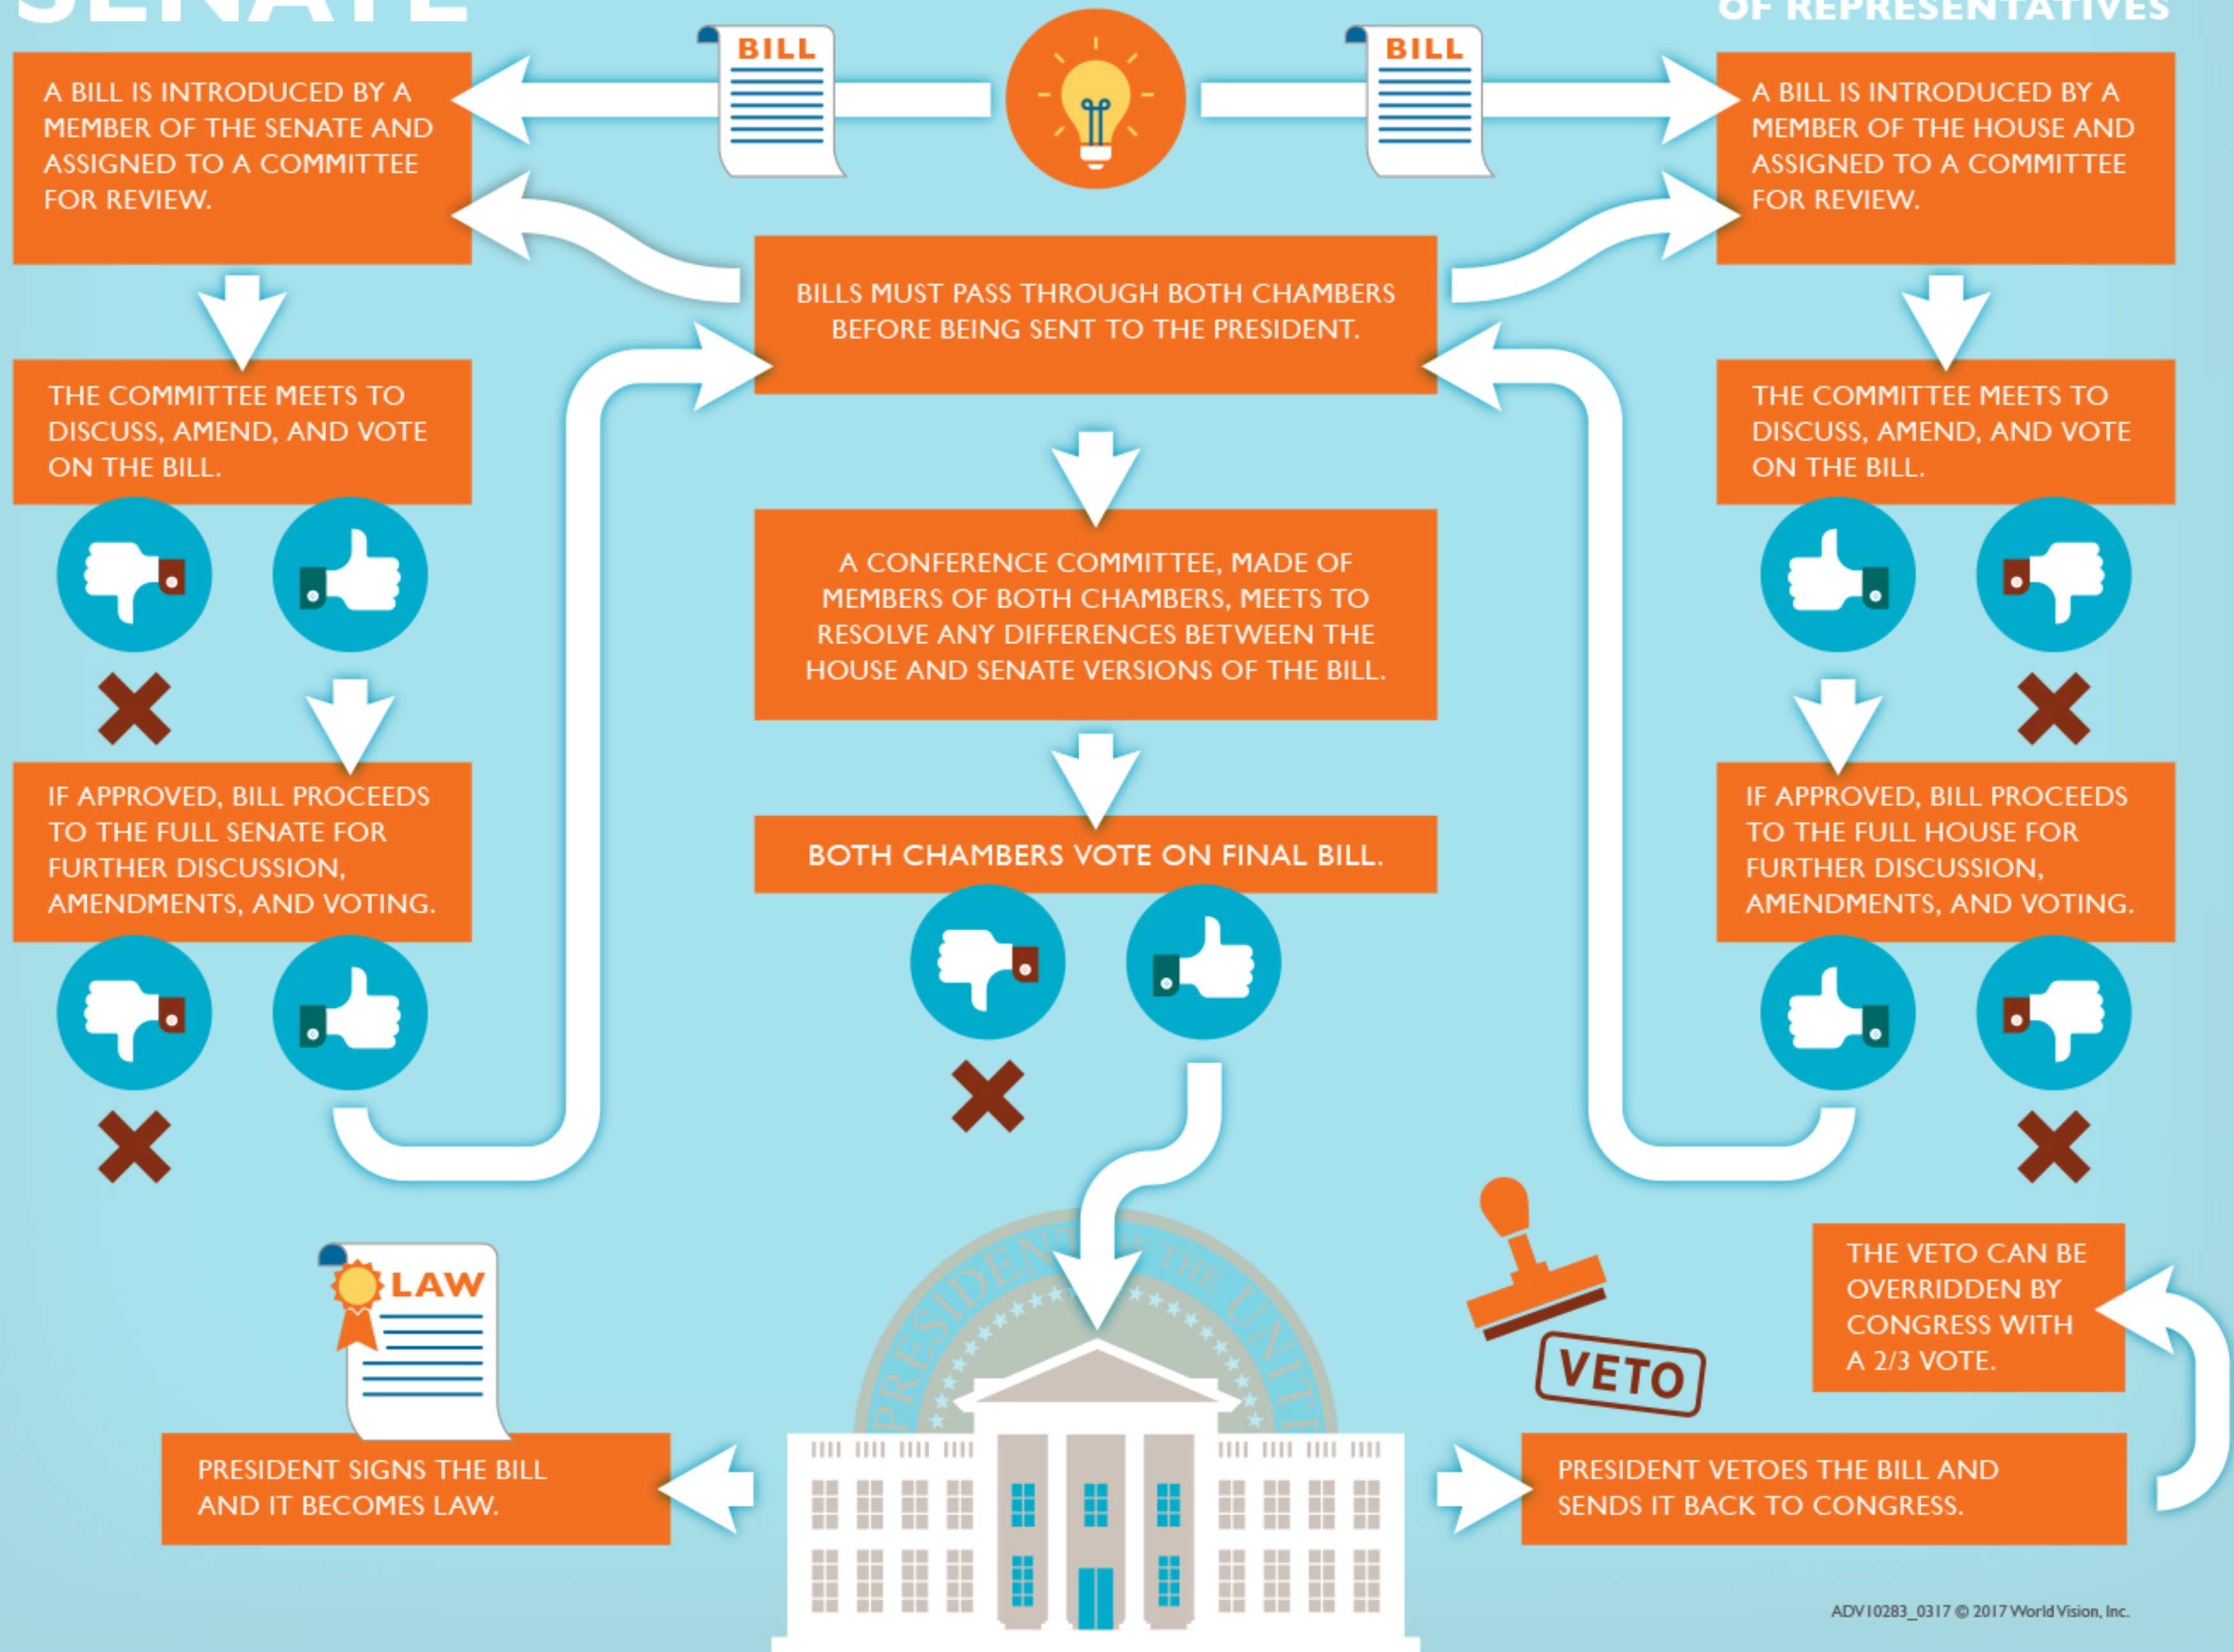 SENATE
OF REPRESENTATIVES
BILL
BILL
A BILL IS INTRODUCED BY A
MEMBER OF THE SENATE AND
ASSIGNED TO A COMMITTEE
FOR REVIEW.
THE COMMITTEE MEETS TO
DISCUSS, AMEND, AND VOTE
ON THE BILL.
IF APPROVED, BILL PROCEEDS
TO THE FULL SENATE FOR
FURTHER DISCUSSION,
AMENDMENTS, AND VOTING.
A BILL IS INTRODUCED BY A
MEMBER OF THE HOUSE AND
ASSIGNED TO A COMMITTEE
FOR REVIEW.
THE COMMITTEE MEETS TO
DISCUSS, AMEND, AND VOTE
ON THE BILL.
IF APPROVED, BILL PROCEEDS
TO THE FULL HOUSE FOR
FURTHER DISCUSSION,
AMENDMENTS, AND VOTING.
BILLS MUST PASS THROUGH BOTH CHAMBERS
BEFORE BEING SENT TO THE PRESIDENT.
A CONFERENCE COMMITTEE, MADE OF
MEMBERS OF BOTH CHAMBERS, MEETS TO
RESOLVE ANY DIFFERENCES BETWEEN THE
HOUSE AND SENATE VERSIONS OF THE BILL.
BOTH CHAMBERS VOTE ON FINAL BILL.
PRESIDENT OF THE UNITE
LAW
PRESIDENT SIGNS THE BILL
AND IT BECOMES LAW.
VETO
PRESIDENT VETOES THE BILL AND
SENDS IT BACK TO CONGRESS.
THE VETO CAN BE
OVERRIDDEN BY
CONGRESS WITH
A 2/3 VOTE.
ADV10283_0317 © 2017 World Vision, Inc.